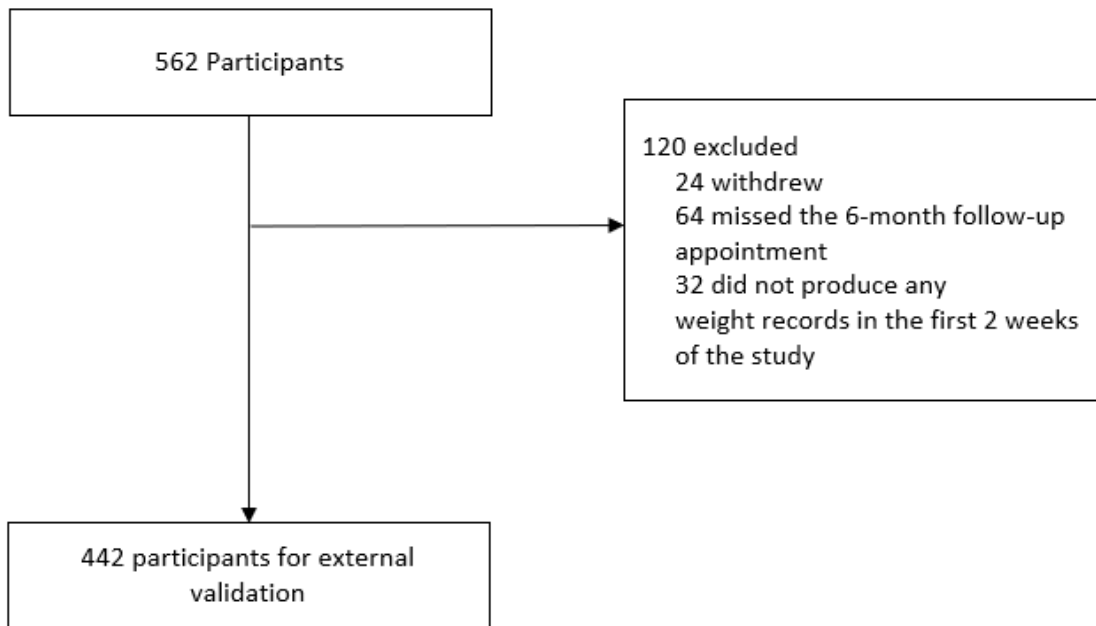 562 Participants
120 excluded
24 withdrew
64 missed the 6-month follow-up
appointment
32 did not produce any
weight records in the first 2 weeks
of the study
442 participants for external
validation